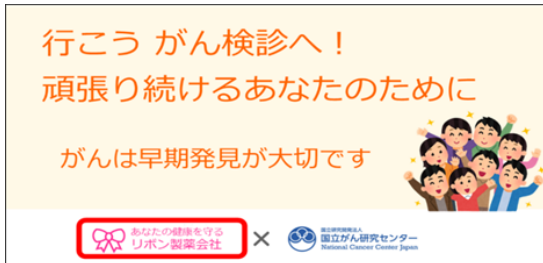 行こう がん検診へ！
頑張り続けるあなたのために
がんは早期発見が大切です
あなたの健康を守る
リボン製薬会社
×
国立研究開発法人
国立がん研究センター
National Cancer Center Japan